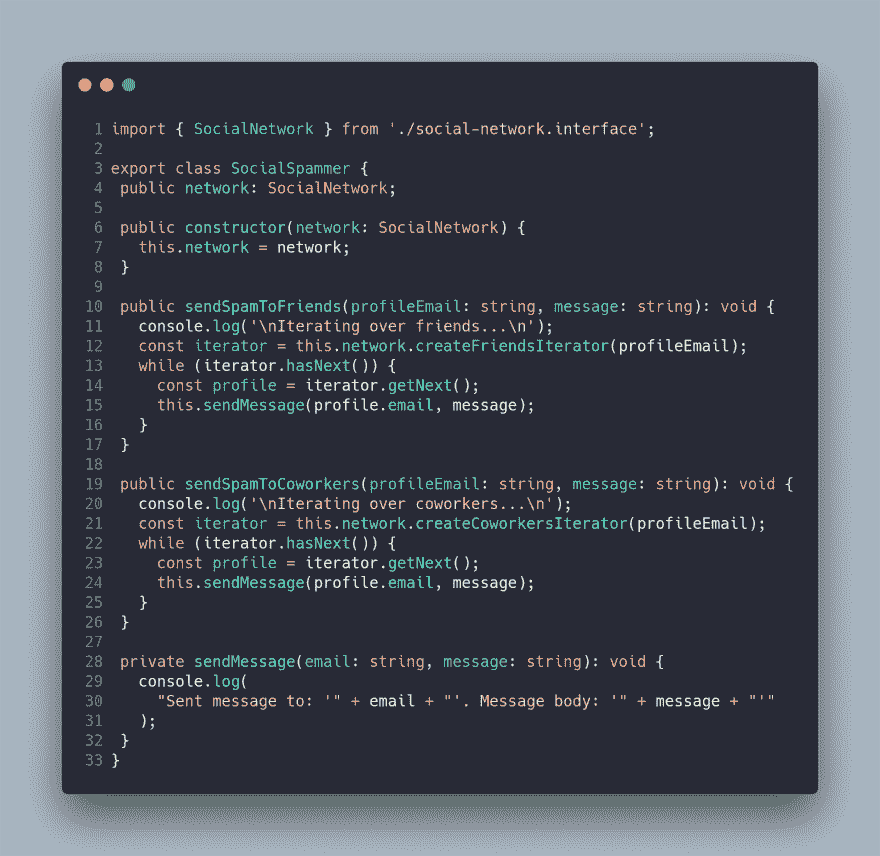 1 import { SocialNetwork } from './social-network.interface';
2
3 export class SocialSpammer {
4  public network: SocialNetwork;
5
6  public constructor(network: SocialNetwork) {
7    this.network = network;
8  }
9
10  public sendSpamToFriends(profileEmail: string, message: string): void {
11    console.log('\nIterating over friends...\n');
12    const iterator = this.network.createFriendsIterator(profileEmail);
13    while (iterator.hasNext()) {
14      const profile = iterator.getNext();
15      this.sendMessage(profile.email, message);
16    }
17  }
18
19  public sendSpamToCoworkers(profileEmail: string, message: string): void {
20    console.log('\nIterating over coworkers...\n');
21    const iterator = this.network.createCoworkersIterator(profileEmail);
22    while (iterator.hasNext()) {
23      const profile = iterator.getNext();
24      this.sendMessage(profile.email, message);
25    }
26  }
27
28  private sendMessage(email: string, message: string): void {
29    console.log(
30      "Sent message to: '" + email + "'. Message body: '" + message + "'"
31    );
32  }
33 }